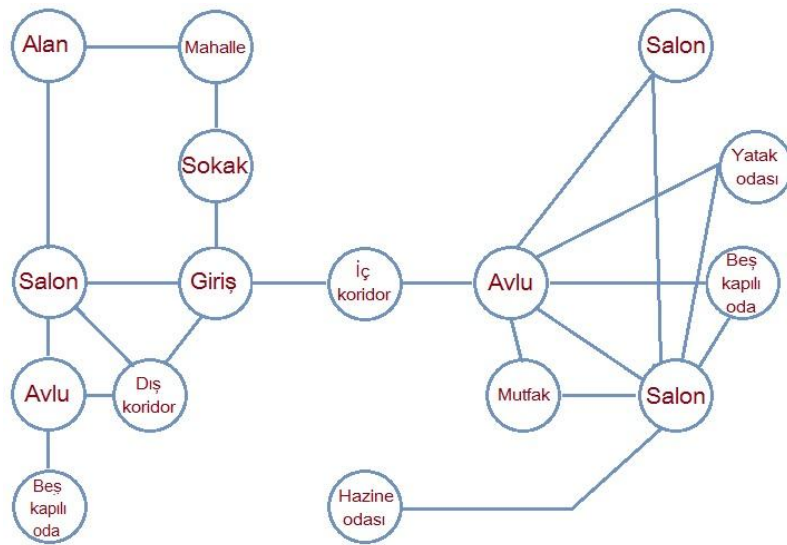 Alan
Mahalle
Salon
Sokak
Yatak
odası
Salon
Giriş
İç
koridor
Avlu
Beş
kapılı
oda
Avlu
Dış
koridor
Mutfak
Salon
Beş
kapılı
oda
Hazine
odası